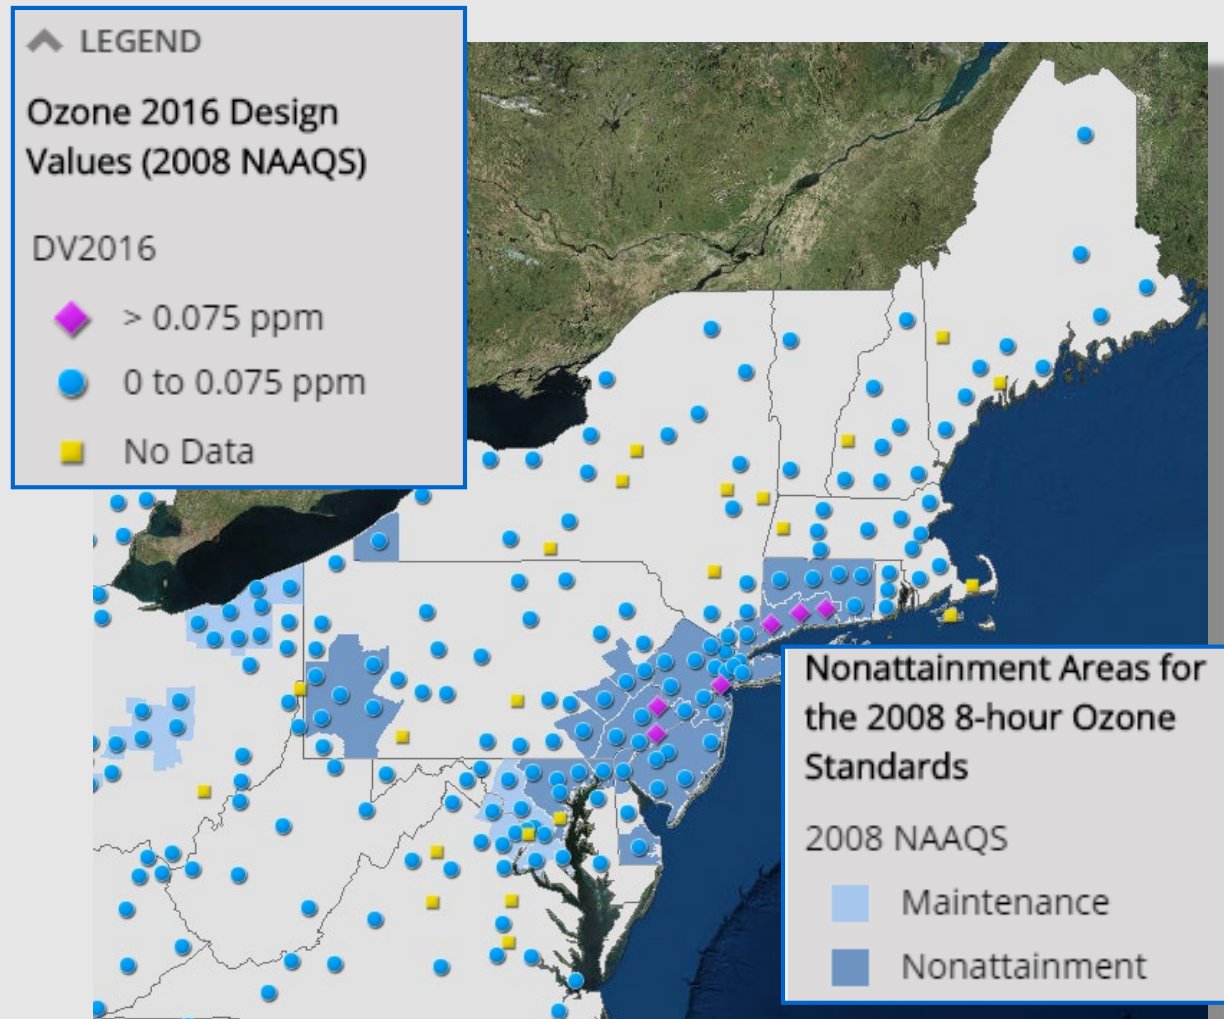 LEGEND
Ozone 2016 Design
Values (2008 NAAQS)
DV2016
> 0.075 ppm
0 to 0.075 ppm
No Data
Nonattainment Areas for
the 2008 8-hour Ozone
Standards
2008 NAAQS
Maintenance
Nonattainment